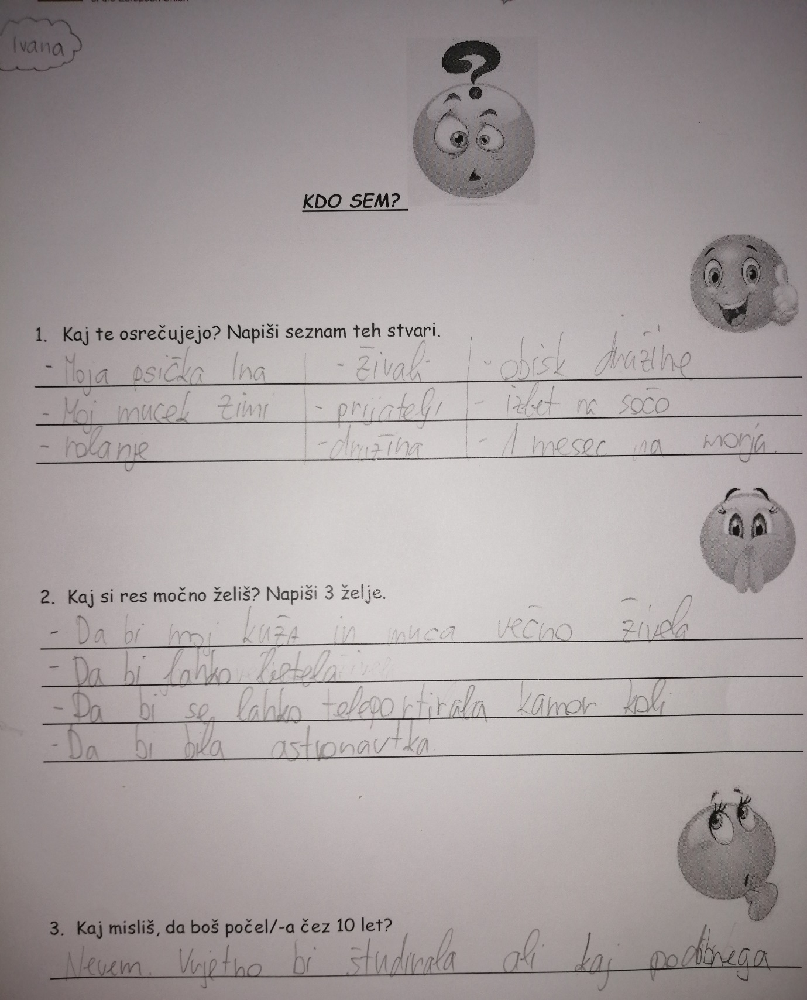 Ivana
KDO SEM?
1. Kaj te osrečujejo? Napiši seznam teh stvari.
- Moja psička Ina - živali - obisk družine
- Moj mucek Zimi - prijatelji - izlet na sočo
- rolanje - družina - 1 mesec na morja.
2. Kaj si res močno želiš? Napiši 3 želje.
- Da bi moj kuža in muca večno živela
- Da bi lahko letela
- Da bi se lahko teleportirala kamor koli
- Da bi bila astronavtka
3. Kaj misliš, da boš počel/-a čez 10 let?
Nevem. Vrjetno bi študirala ali kaj podobnega